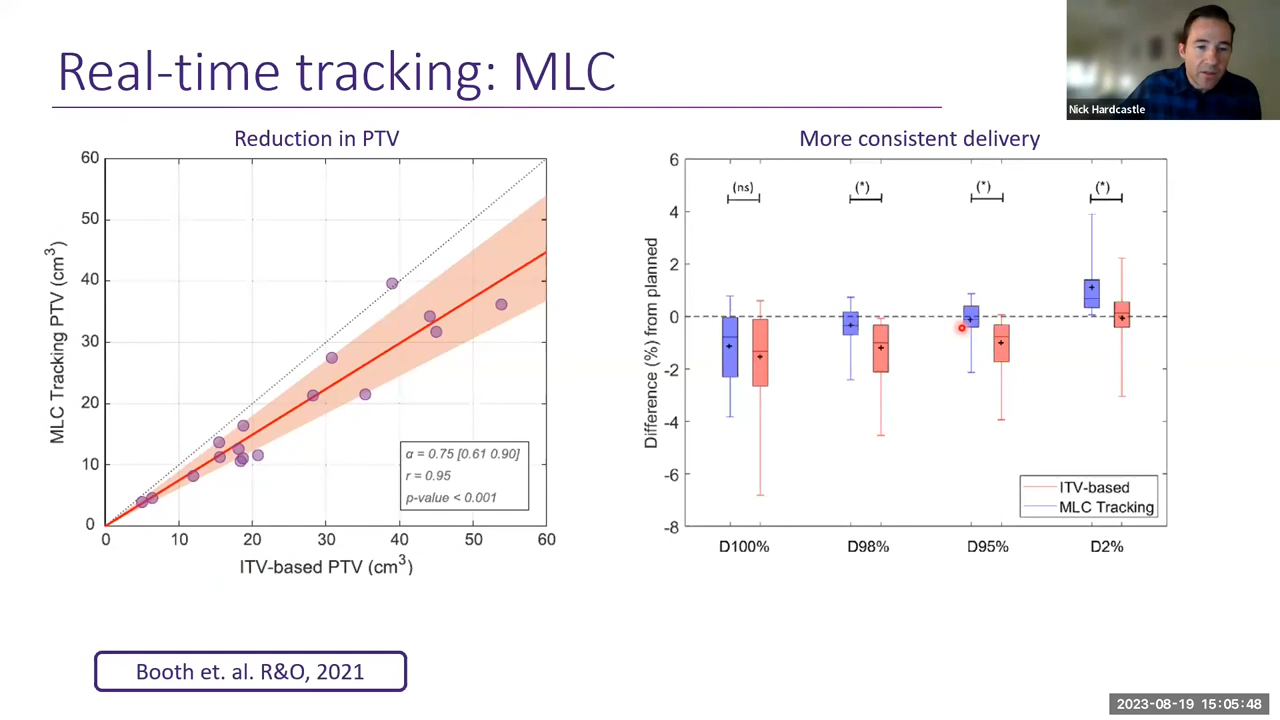 Real-time tracking: MLC
Nick Hardcastle
Reduction in PTV
60
50
40
30
20
10
0
MLC Tracking PTV (cm³)
0 10 20 30 40 50 60
ITV-based PTV (cm³)
α = 0.75 [0.61 0.90]
r = 0.95
p-value < 0.001
More consistent delivery
6
4
2
0
-2
-4
-6
-8
Difference (%) from planned
(ns) (*) (*) (*)
ITV-based
MLC Tracking
D100% D98% D95% D2%
Booth et. al. R&O, 2021
2023-08-19 15:05:48